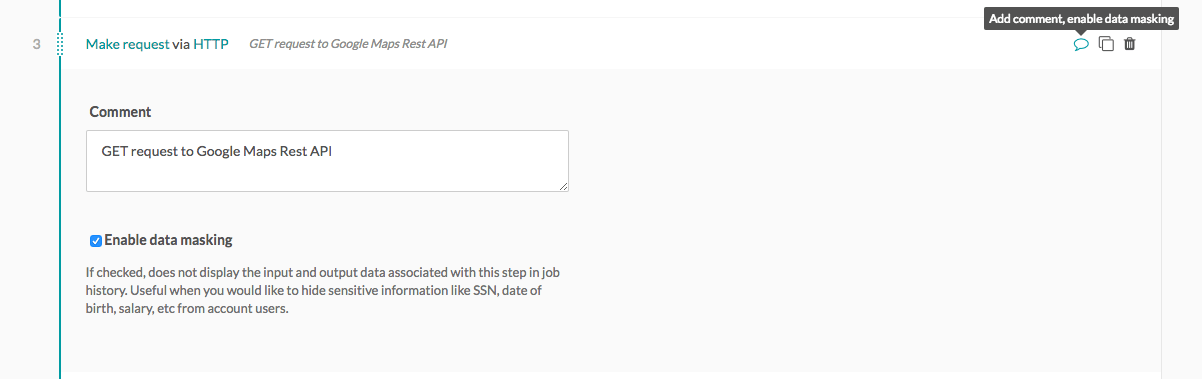 Add comment, enable data masking
3 Make request via HTTP GET request to Google Maps Rest API
Comment
GET request to Google Maps Rest API
Enable data masking
If checked, does not display the input and output data associated with this step in job
history. Useful when you would like to hide sensitive information like SSN, date of
birth, salary, etc from account users.